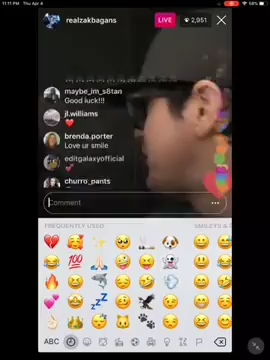 11:11 PM Thu Apr 4
realzakbagans
LIVE
2,951
maybe_im_s8tan
Good luck!!!
jl.williams
❤️
brenda.porter
Love ur smile
editgalaxyofficial
💕
churro_pants
Comment
FREQUENTLY USED
SMILEYS &
ABC